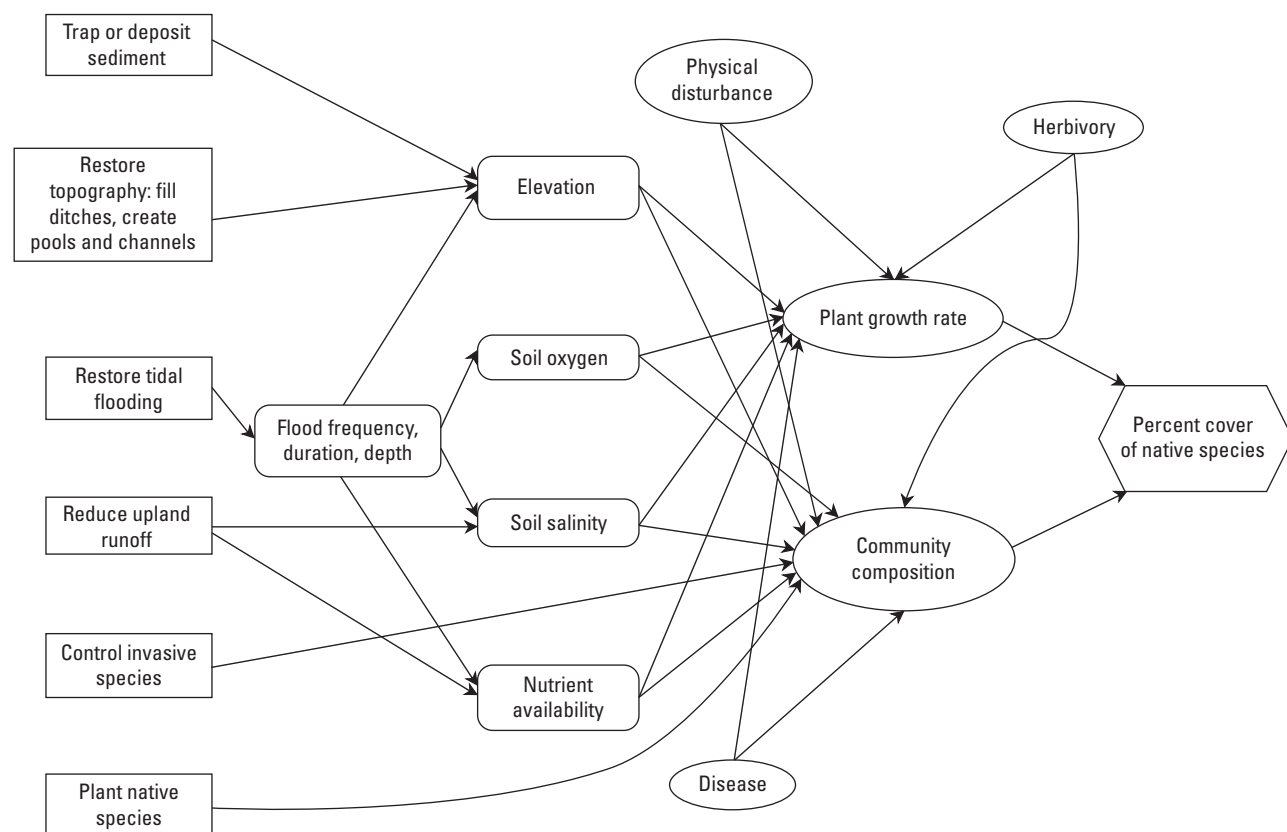 Trap or deposit
sediment
Physical
disturbance
Herbivory
Restore
topography: fill
ditches, create
pools and channels
Elevation
Plant growth rate
Soil oxygen
Restore tidal
flooding
Flood frequency,
duration, depth
Percent cover
of native species
Reduce upland
runoff
Soil salinity
Community
composition
Control invasive
species
Nutrient
availability
Disease
Plant native
species